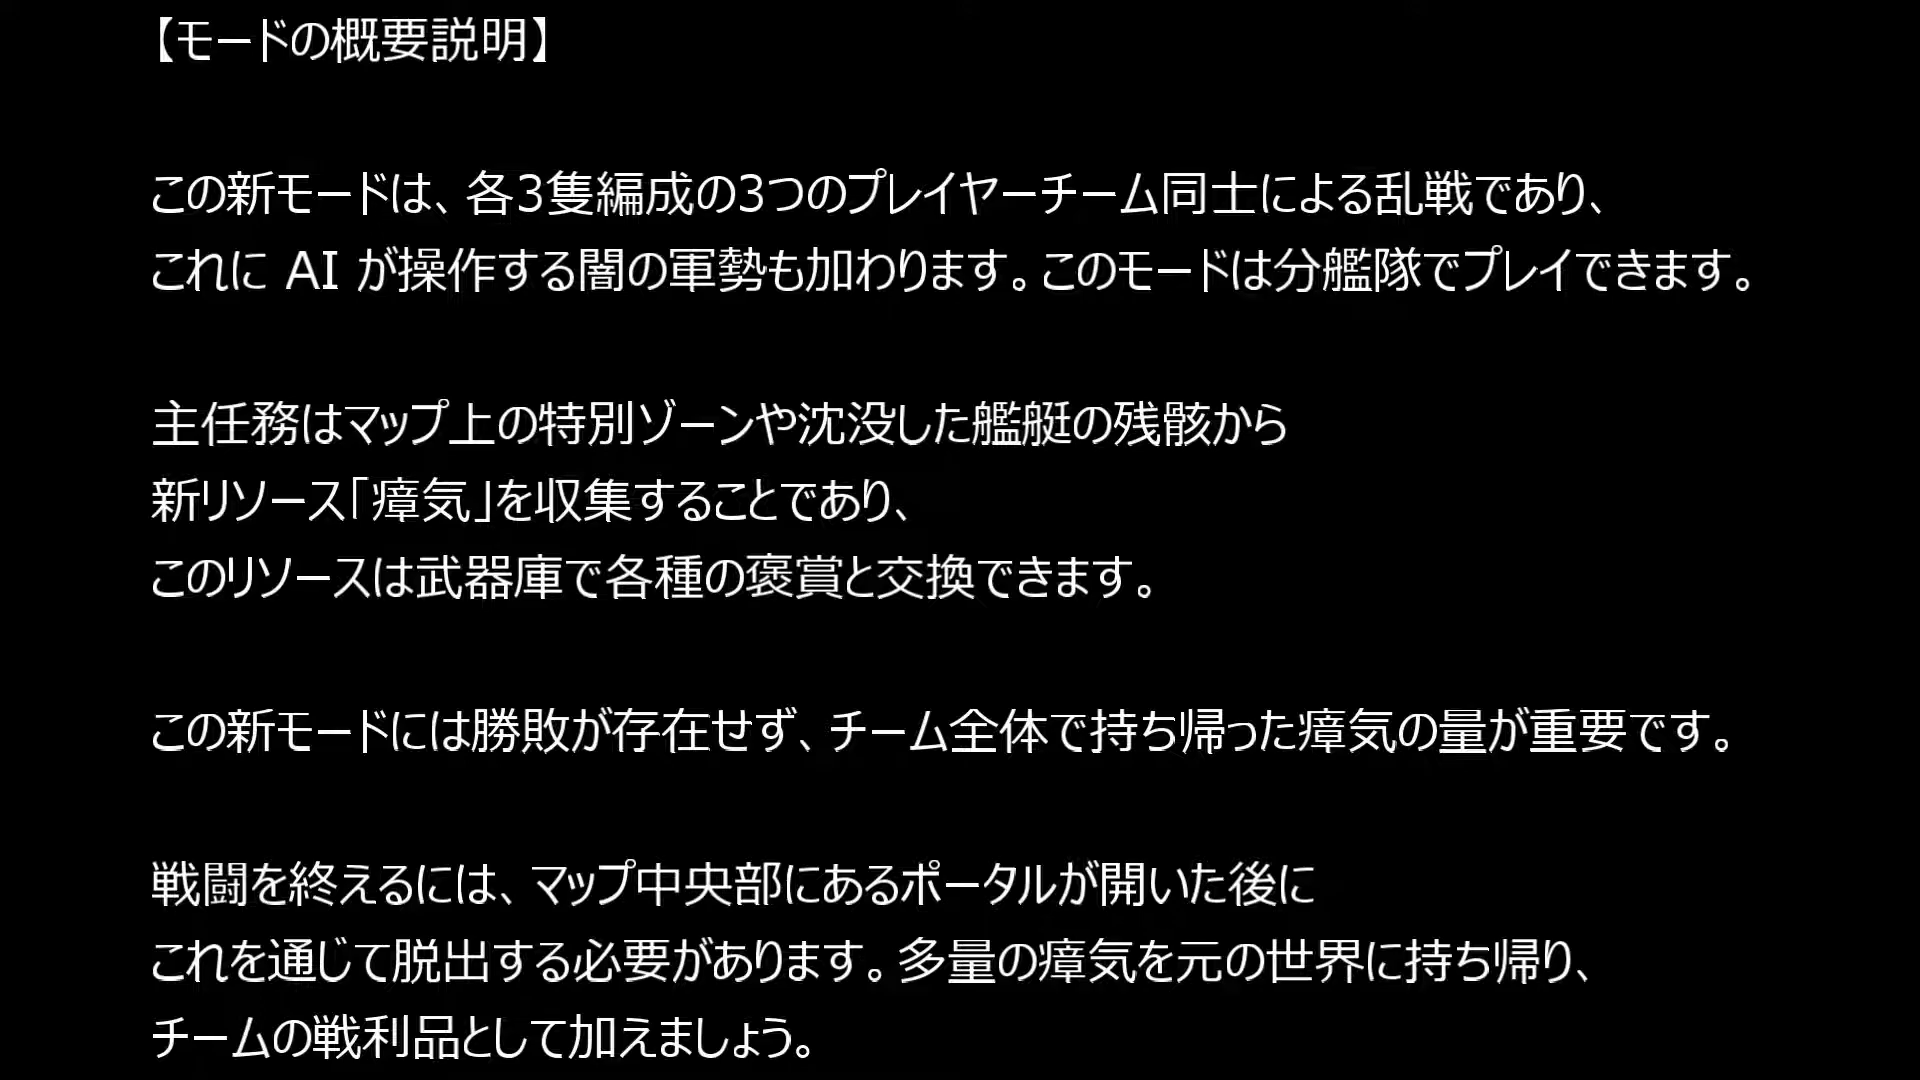 【モードの概要説明】
この新モードは、各3隻編成の3つのプレイヤーチーム同士による乱戦であり、
これに AI が操作する闇の軍勢も加わります。このモードは分艦隊でプレイできます。
主任務はマップ上の特別ゾーンや沈没した艦艇の残骸から
新リソース「瘴気」を収集することであり、
このリソースは武器庫で各種の褒賞と交換できます。
この新モードには勝敗が存在せず、チーム全体で持ち帰った瘴気の量が重要です。
戦闘を終えるには、マップ中央部にあるポータルが開いた後に
これを通じて脱出する必要があります。多量の瘴気を元の世界に持ち帰り、
チームの戦利品として加えましょう。